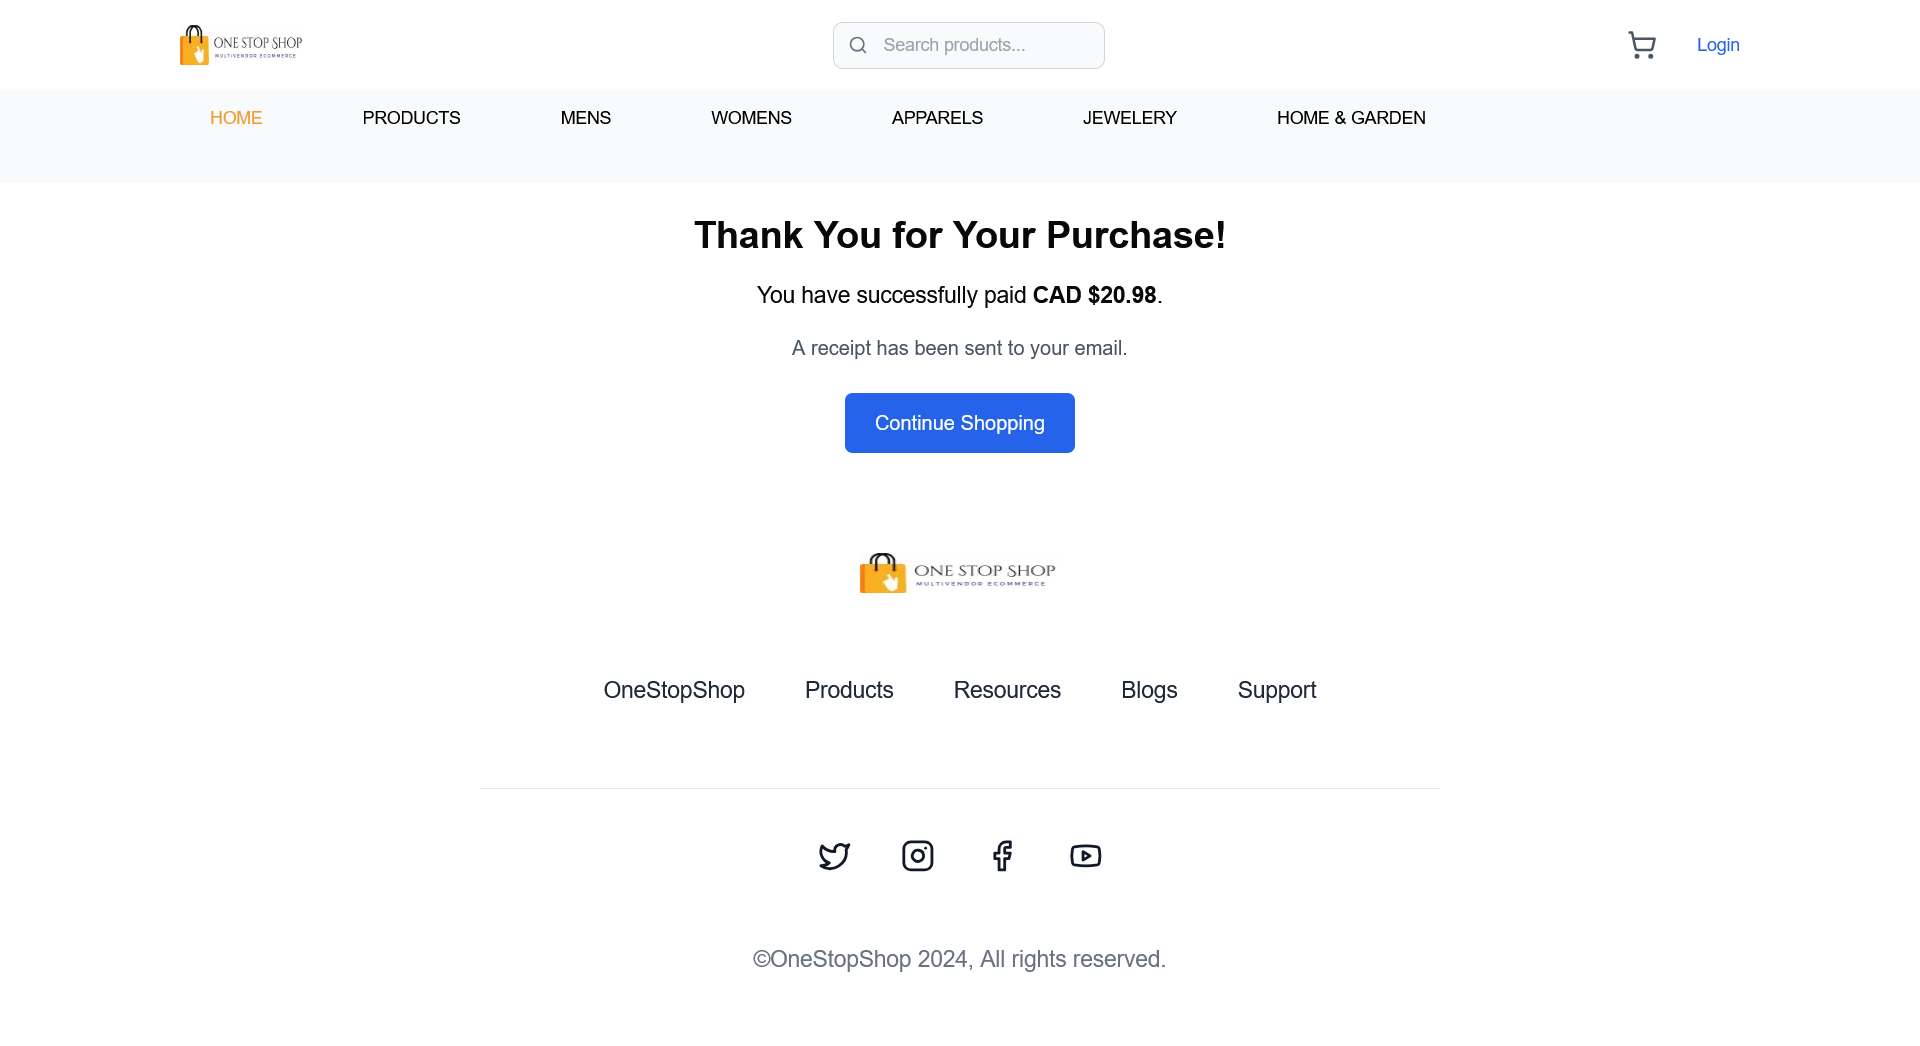 ONE STOP SHOP
MULTIVENDOR ECOMMERCE
Search products...
Login
HOME
PRODUCTS
MENS
WOMENS
APPARELS
JEWELERY
HOME & GARDEN
Thank You for Your Purchase!
You have successfully paid CAD $20.98.
A receipt has been sent to your email.
Continue Shopping
ONE STOP SHOP
MULTIVENDOR ECOMMERCE
OneStopShop
Products
Resources
Blogs
Support
©OneStopShop 2024, All rights reserved.